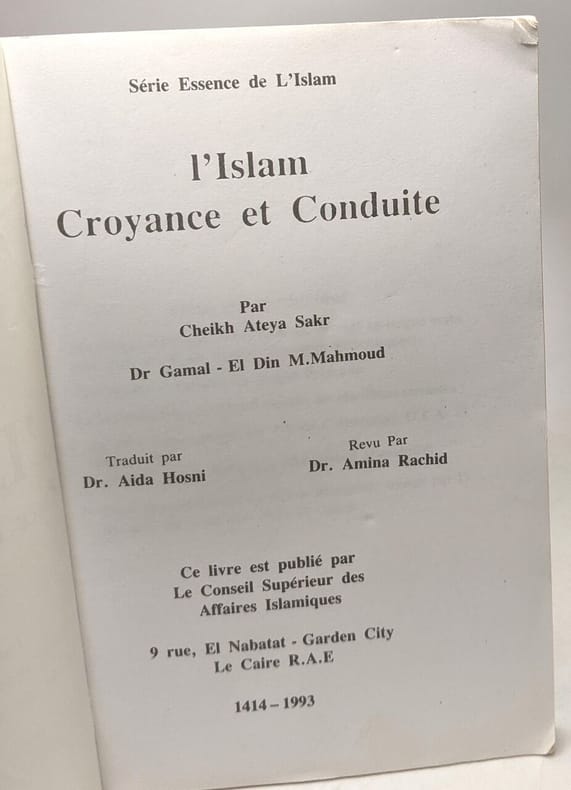 Série Essence de L'Islam
l'Islam
Croyance et Conduite
Par
Cheikh Ateya Sakr
Dr Gamal - El Din M.Mahmoud
Traduit par
Dr. Aida Hosni
Revu Par
Dr. Amina Rachid
Ce livre est publié par
Le Conseil Supérieur des
Affaires Islamiques
9 rue, El Nabatat - Garden City
Le Caire R.A.E
1414 – 1993